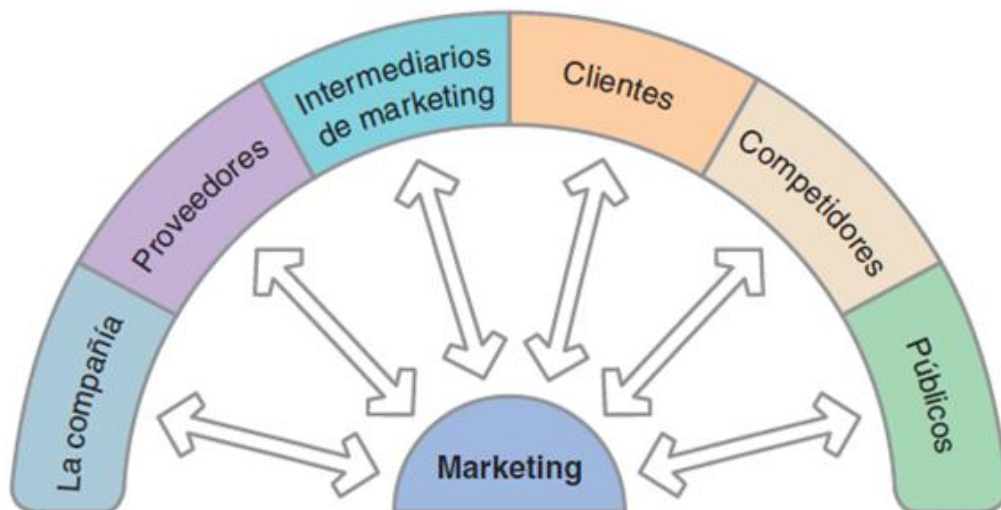 La compañía
Proveedores
Intermediarios
de marketing
Clientes
Competidores
Públicos
Marketing